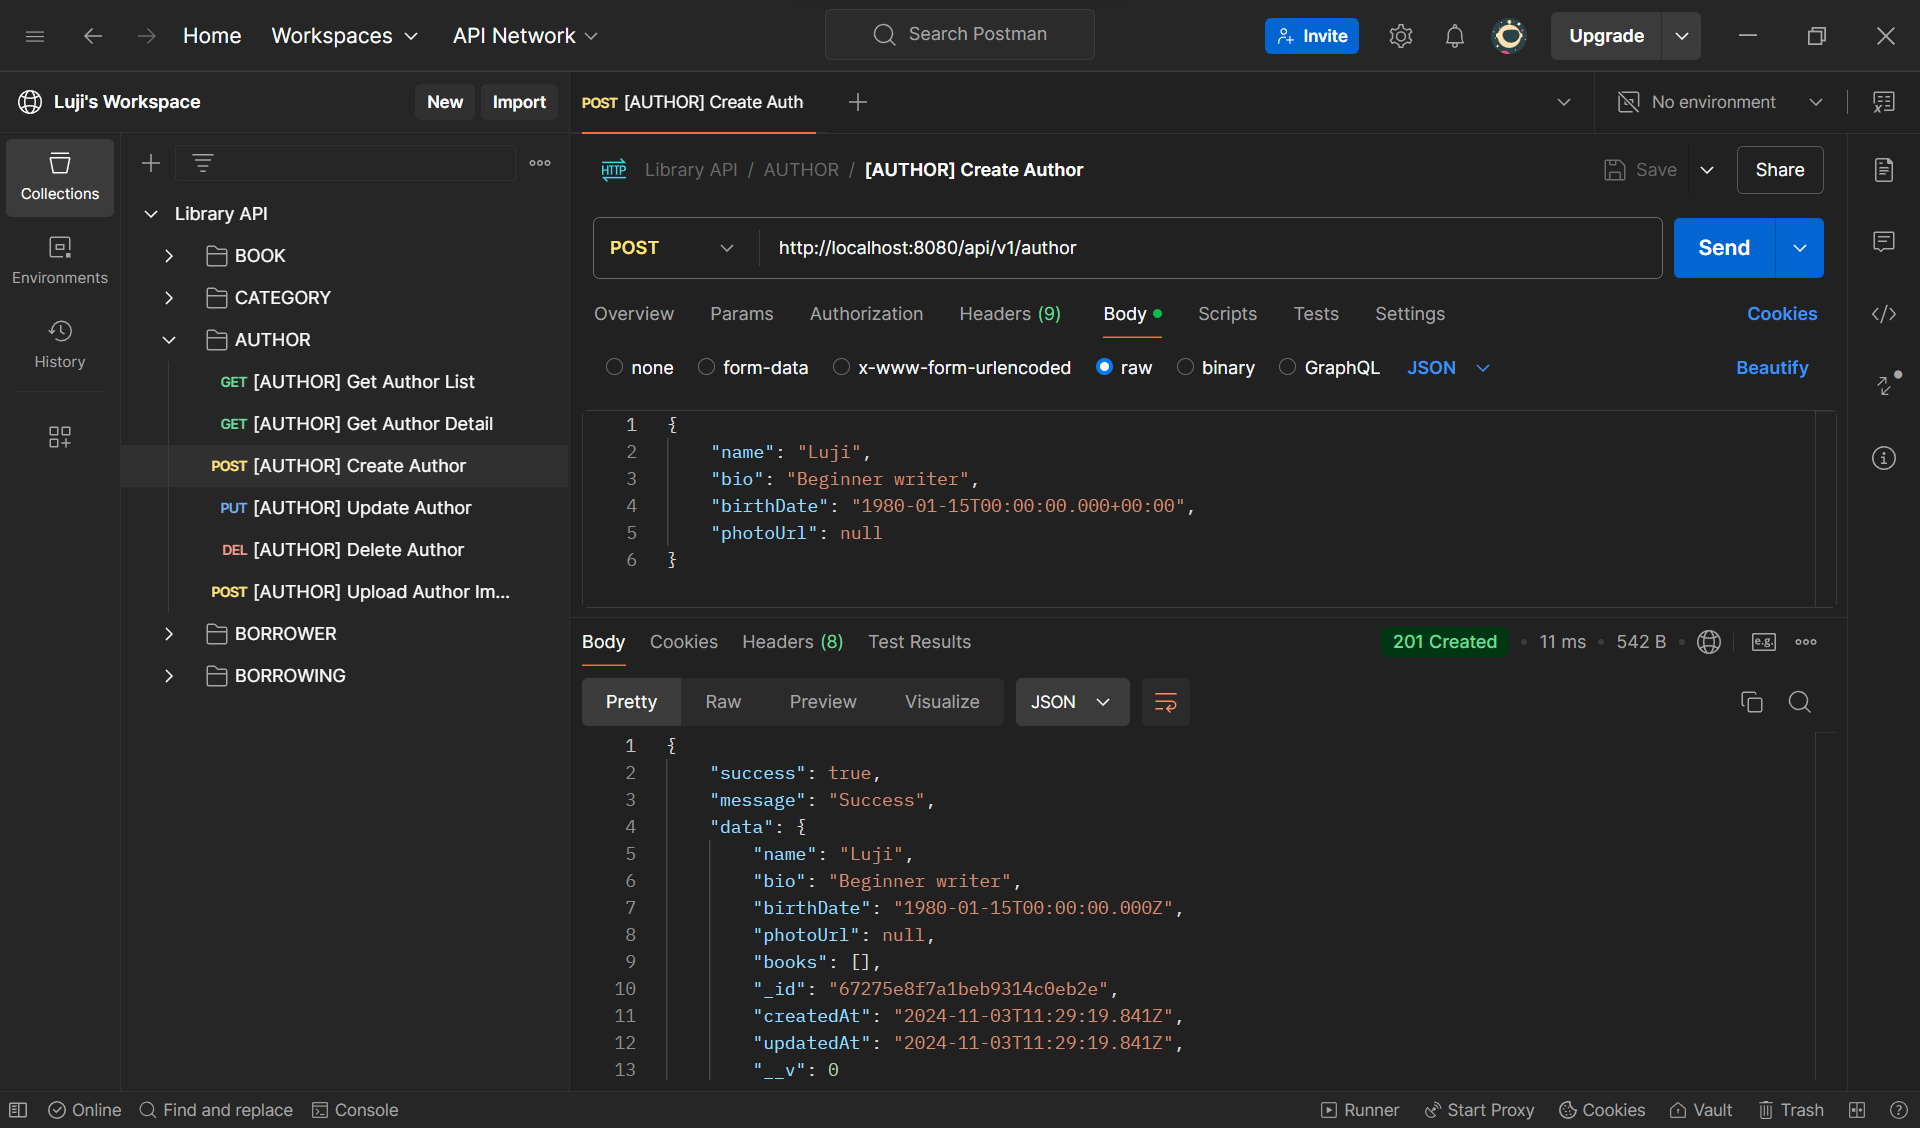 Home
Workspaces
API Network
Search Postman
Invite
Upgrade
Luji's Workspace
New
Import
POST [AUTHOR] Create Auth
No environment
Collections
Environments
History
Library API
BOOK
CATEGORY
AUTHOR
GET [AUTHOR] Get Author List
GET [AUTHOR] Get Author Detail
POST [AUTHOR] Create Author
PUT [AUTHOR] Update Author
DEL [AUTHOR] Delete Author
POST [AUTHOR] Upload Author Im...
BORROWER
BORROWING
HTTP Library API / AUTHOR / [AUTHOR] Create Author
Save
Share
POST http://localhost:8080/api/v1/author
Send
Overview Params Authorization Headers (9) Body Scripts Tests Settings Cookies
none form-data x-www-form-urlencoded raw binary GraphQL JSON Beautify
1 {
2 "name": "Luji",
3 "bio": "Beginner writer",
4 "birthDate": "1980-01-15T00:00:00.000+00:00",
5 "photoUrl": null
6 }
Body Cookies Headers (8) Test Results 201 Created 11 ms 542 B e.g.
Pretty Raw Preview Visualize JSON
1 {
2 "success": true,
3 "message": "Success",
4 "data": {
5 "name": "Luji",
6 "bio": "Beginner writer",
7 "birthDate": "1980-01-15T00:00:00.000Z",
8 "photoUrl": null,
9 "books": [],
10 "_id": "67275e8f7a1beb9314c0eb2e",
11 "createdAt": "2024-11-03T11:29:19.841Z",
12 "updatedAt": "2024-11-03T11:29:19.841Z",
13 "__v": 0
Online Find and replace Console Runner Start Proxy Cookies Vault Trash